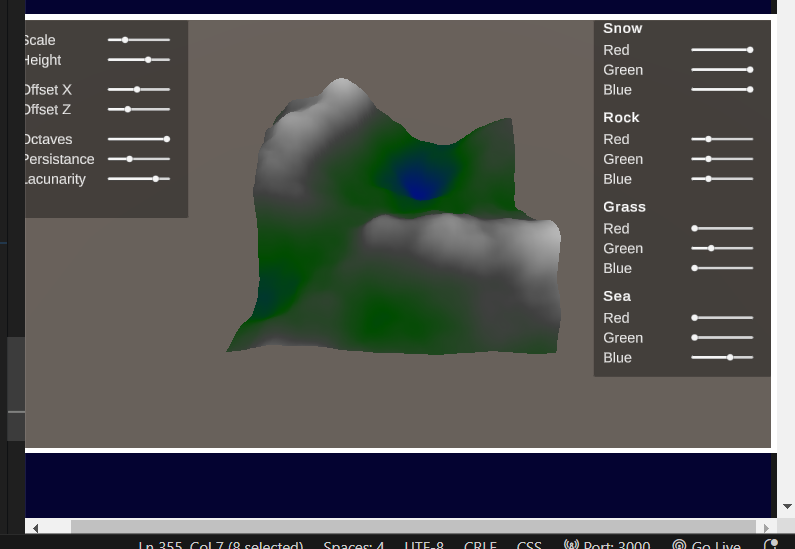 Scale
Height
Offset X
Offset Z
Octaves
Persistance
Lacunarity
Snow
Red
Green
Blue
Rock
Red
Green
Blue
Grass
Red
Green
Blue
Sea
Red
Green
Blue
Ln 355, Col 7 (8 selected) Spaces: 4 UTF-8 CRLF CSS Port: 3000 Go Live